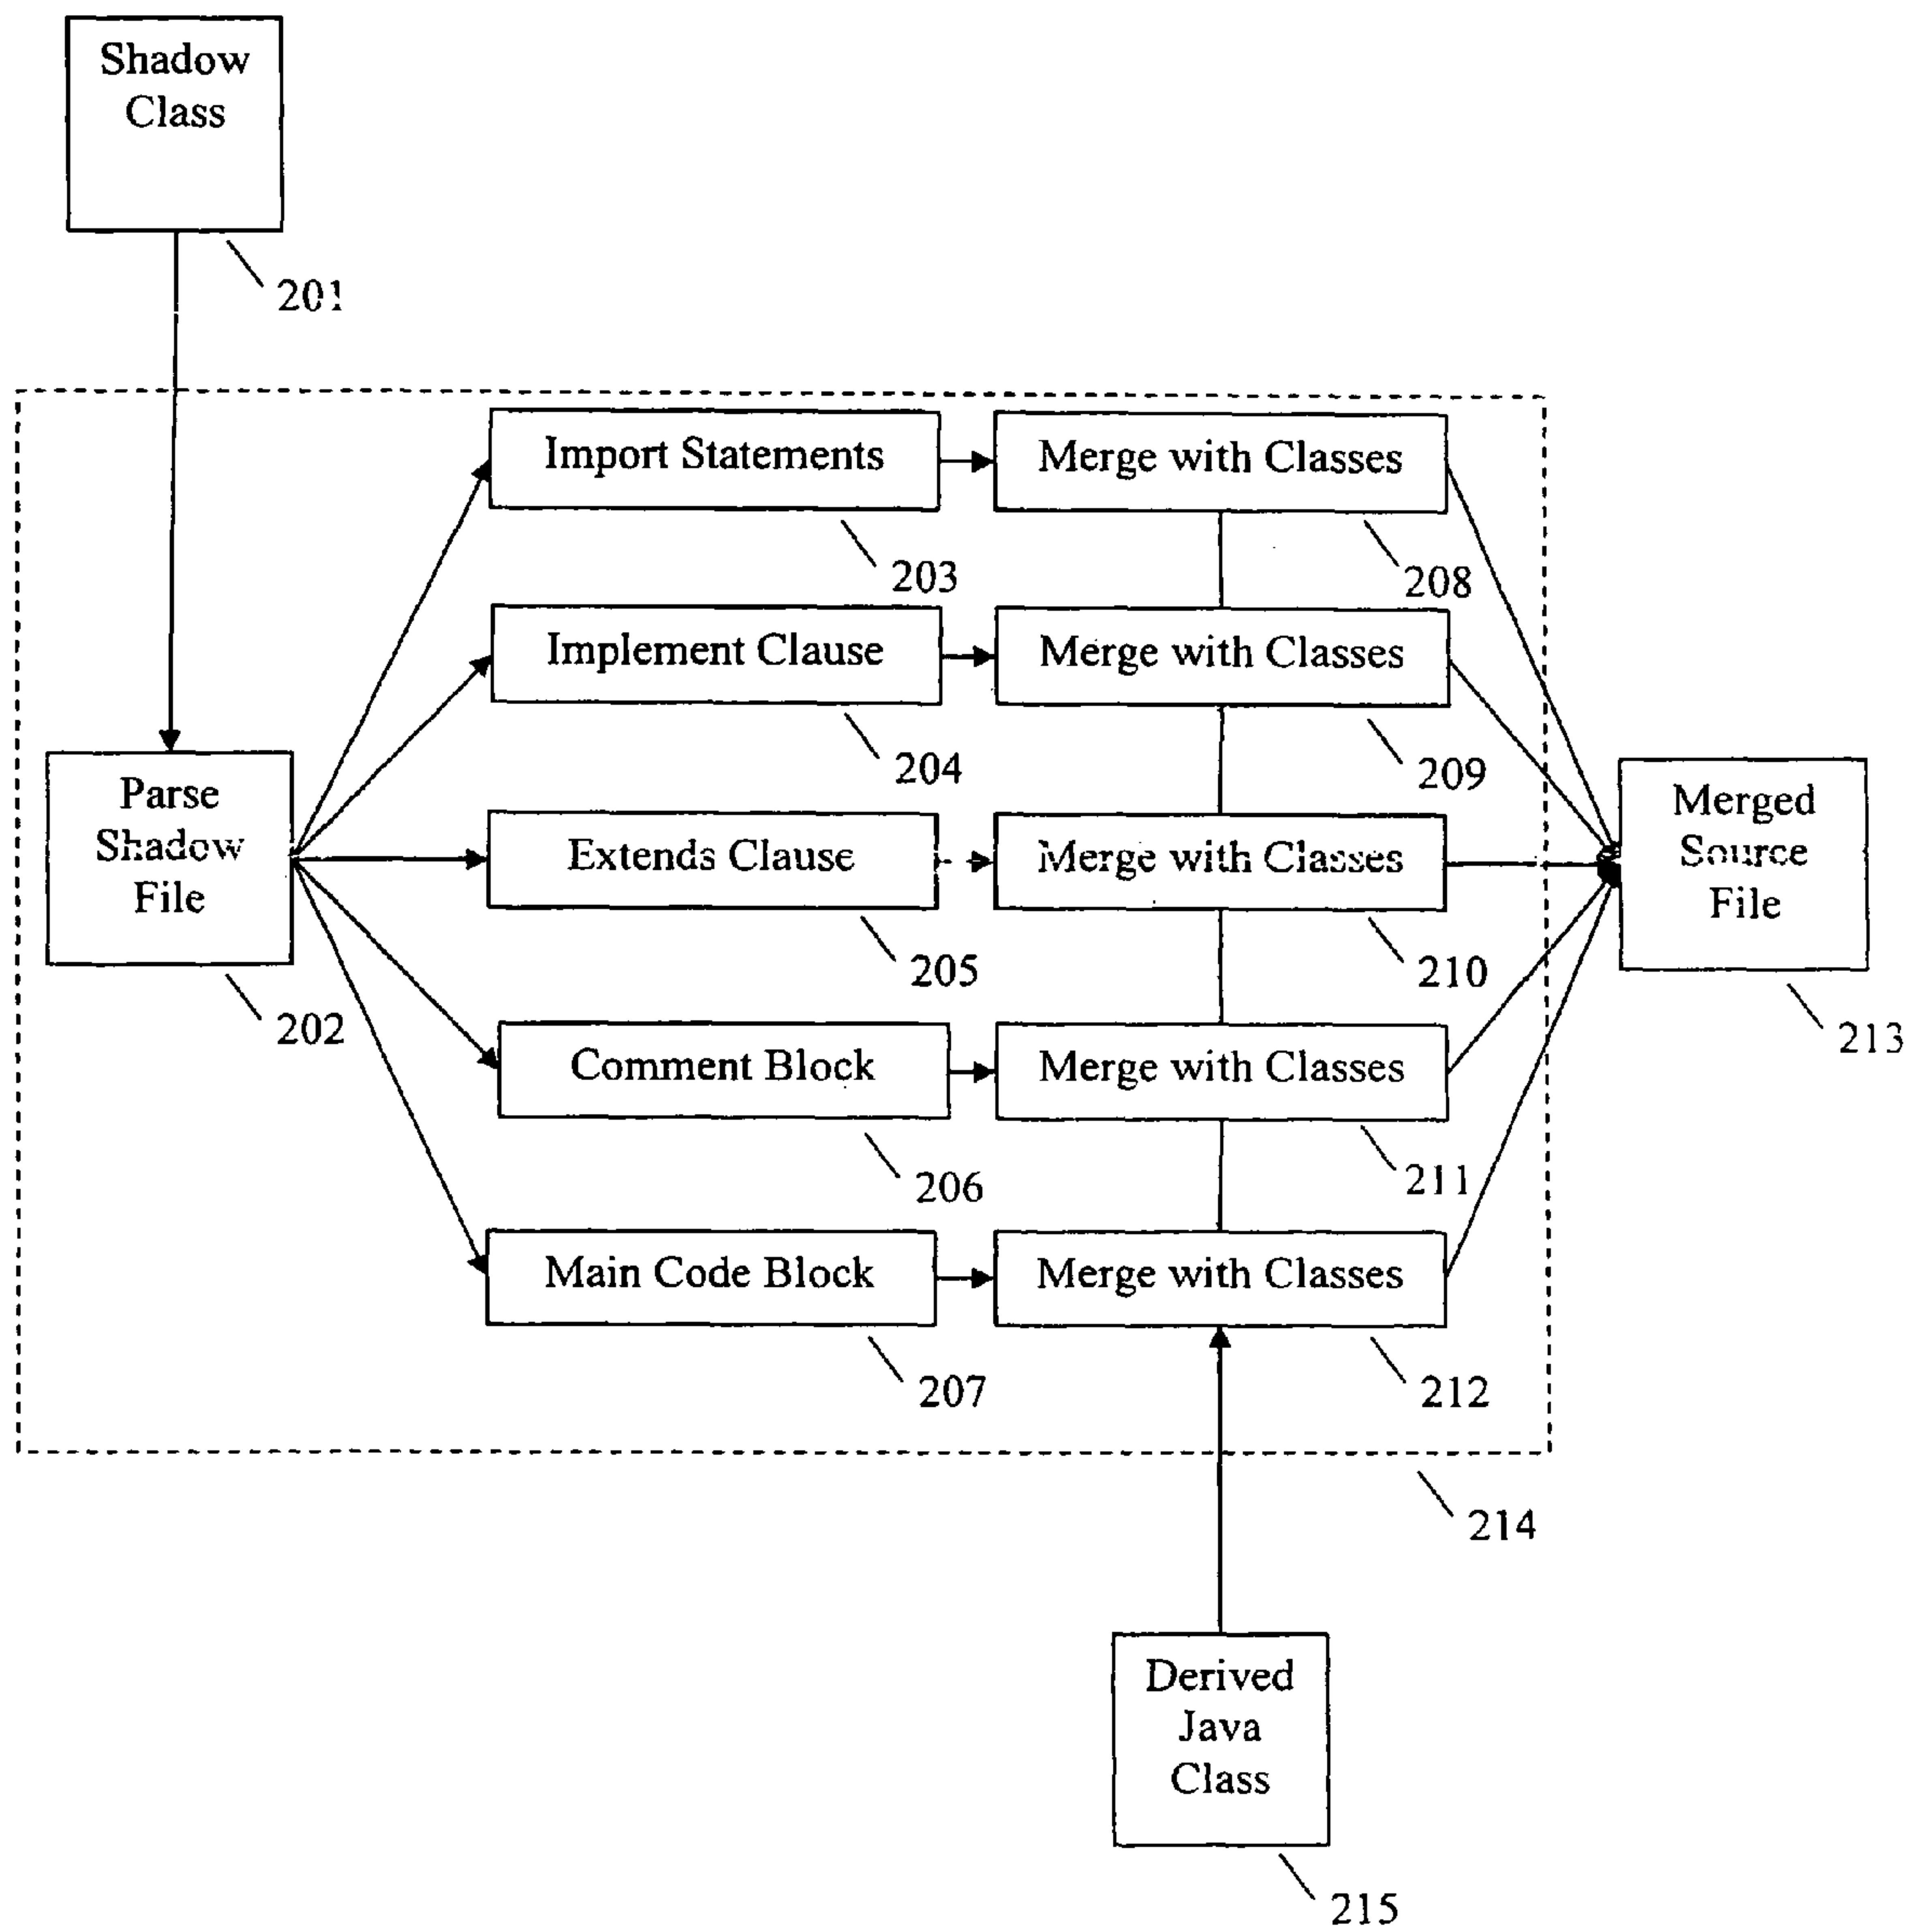 Shadow
Class
201
Import Statements
Merge with Classes
203
208
Implement Clause
Merge with Classes
204
209
Parse
Shadow
File
202
Extends Clause
Merge with Classes
205
210
Merged
Source
File
213
Comment Block
Merge with Classes
206
211
Main Code Block
Merge with Classes
207
212
214
Derived
Java
Class
215